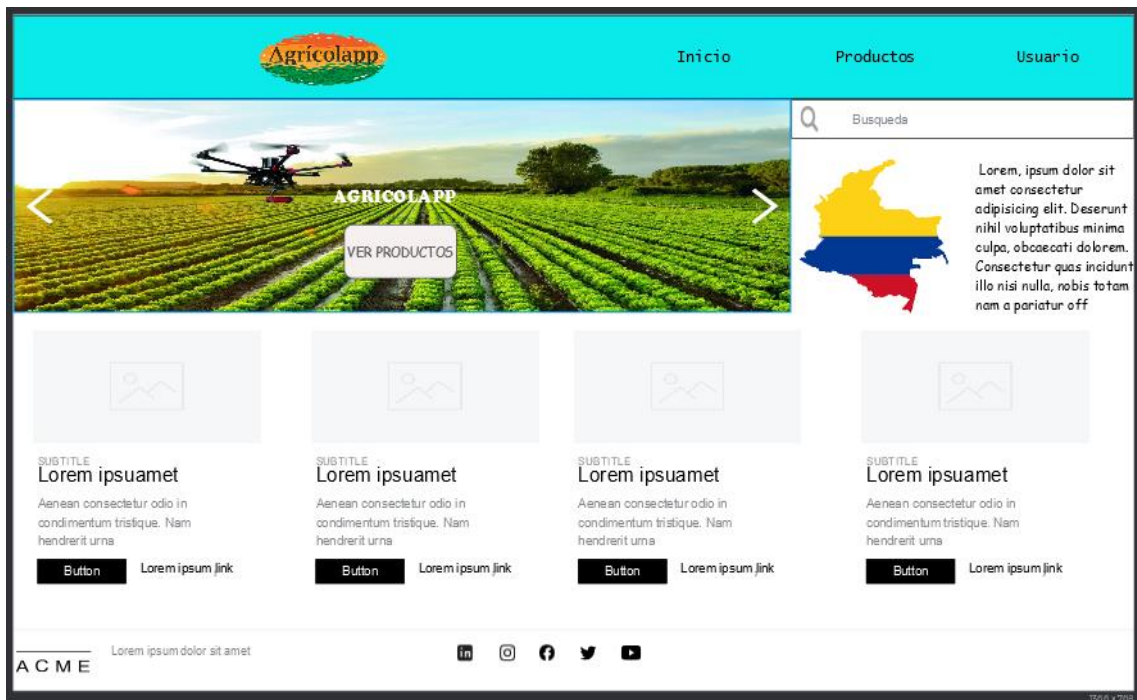 Agrícolapp
Inicio
Productos
Usuario
Busqueda
AGRICOLAPP
VER PRODUCTOS
Lorem, ipsum dolor sit
amet consectetur
adipisicing elit. Deserunt
nihil voluptatibus minima
culpa, obcaecati dolorem.
Consectetur quas incidunt
illo nisi nulla, nobis totam
nam a pariatur off
SUBTITLE
Lorem ipsuamet
Aenean consectetur odio in
condimentum tristique. Nam
hendrerit urna
Button
Lorem ipsum link
SUBTITLE
Lorem ipsuamet
Aenean consectetur odio in
condimentum tristique. Nam
hendrerit urna
Button
Lorem ipsum link
SUBTITLE
Lorem ipsuamet
Aenean consectetur odio in
condimentum tristique. Nam
hendrerit urna
Button
Lorem ipsum link
SUBTITLE
Lorem ipsuamet
Aenean consectetur odio in
condimentum tristique. Nam
hendrerit urna
Button
Lorem ipsum link
ACME
Lorem ipsum dolor sit amet
in